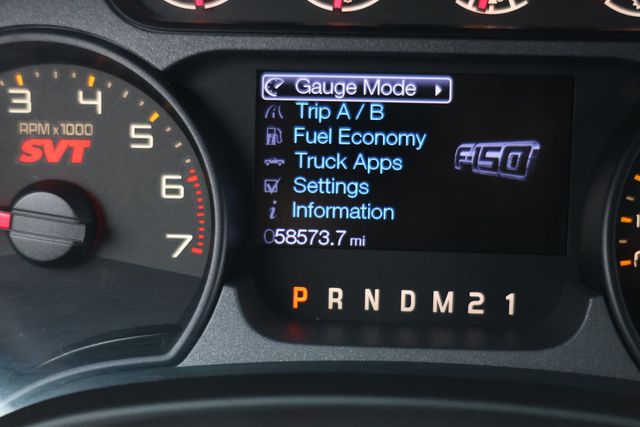 3
4
5
6
7
RPM x 1000
SVT
Gauge Mode
Trip A / B
Fuel Economy
Truck Apps
Settings
i Information
058573.7 mi
F-150
P R N D M 2 1